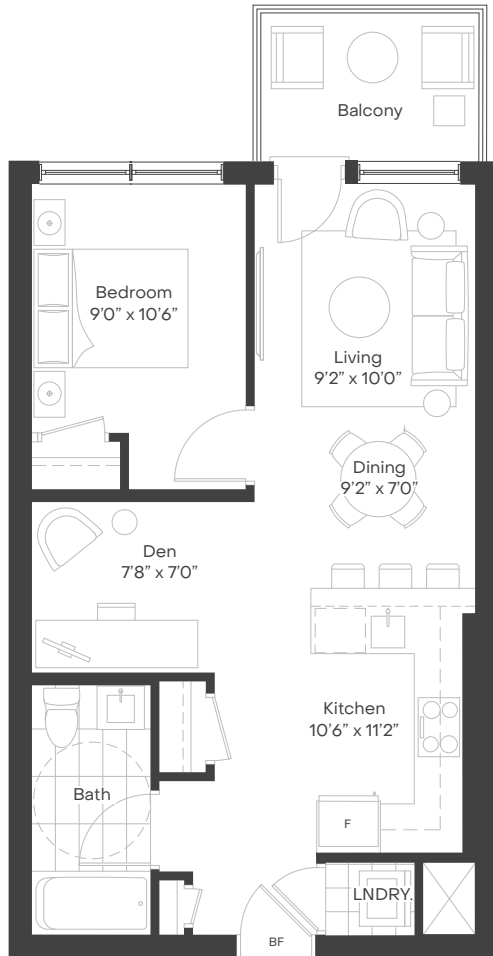 Balcony
Bedroom
9'0" x 10'6"
Living
9'2" x 10'0"
Dining
9'2" x 7'0"
Den
7'8" x 7'0"
Kitchen
10'6" x 11'2"
Bath
F
LNDRY.
BF